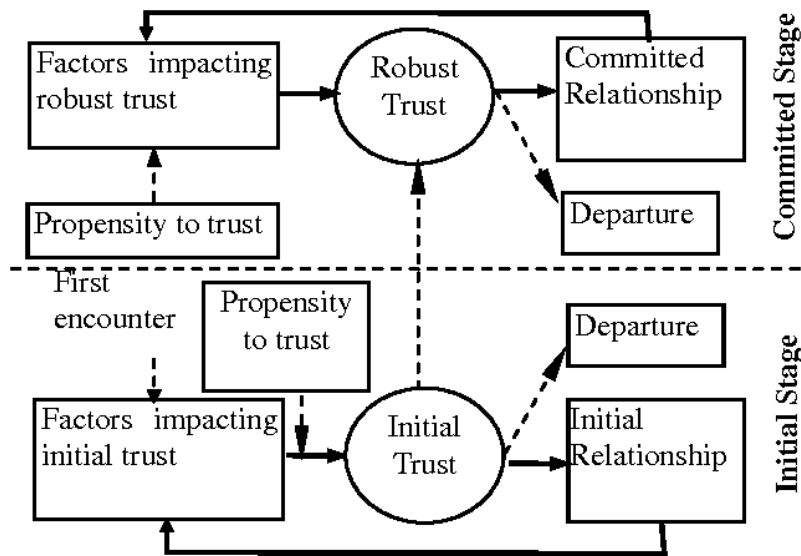 Factors impacting
robust trust
Robust
Trust
Committed
Relationship
Committed Stage
Propensity to trust
Departure
First
encounter
Propensity
to trust
Departure
Factors impacting
initial trust
Initial
Trust
Initial
Relationship
Initial Stage